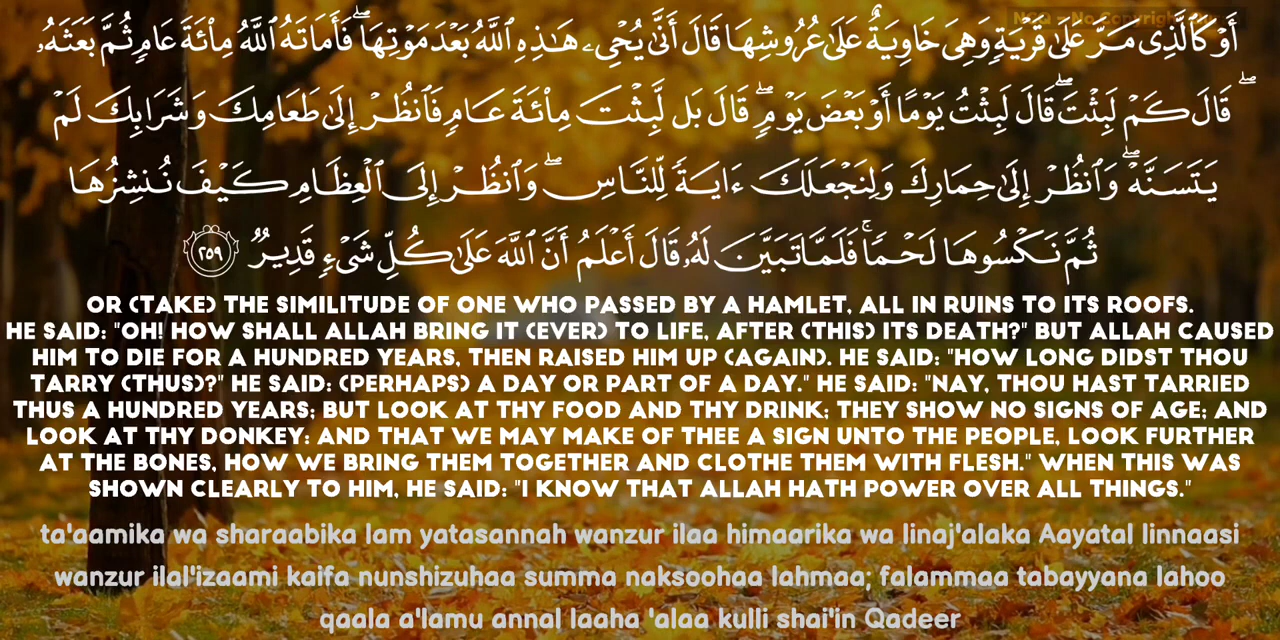 أَوْ كَٱلَّذِى مَرَّ عَلَىٰ قَرْيَةٍ وَهِىَ خَاوِيَةٌ عَلَىٰ عُرُوشِهَا قَالَ أَنَّىٰ يُحْىِۦ هَـٰذِهِ ٱللَّهُ بَعْدَ مَوْتِهَا ۖ فَأَمَاتَهُ ٱللَّهُ مِا۟ئَةَ عَامٍ ثُمَّ بَعَثَهُۥ
ۖ قَالَ كَمْ لَبِثْتَ ۖ قَالَ لَبِثْتُ يَوْمًا أَوْ بَعْضَ يَوْمٍ ۖ قَالَ بَل لَّبِثْتَ مِا۟ئَةَ عَامٍ فَٱنظُرْ إِلَىٰ طَعَامِكَ وَشَرَابِكَ لَمْ
يَتَسَنَّهْ ۖ وَٱنظُرْ إِلَىٰ حِمَارِكَ وَلِنَجْعَلَكَ ءَايَةً لِّلنَّاسِ ۖ وَٱنظُرْ إِلَى ٱلْعِظَامِ كَيْفَ نُنشِزُهَا
ثُمَّ نَكْسُوهَا لَحْمًا ۚ فَلَمَّا تَبَيَّنَ لَهُۥ قَالَ أَعْلَمُ أَنَّ ٱللَّهَ عَلَىٰ كُلِّ شَىْءٍ قَدِيرٌ ٢٥٩
OR (TAKE) THE SIMILITUDE OF ONE WHO PASSED BY A HAMLET, ALL IN RUINS TO ITS ROOFS.
HE SAID: "OH! HOW SHALL ALLAH BRING IT (EVER) TO LIFE, AFTER (THIS) ITS DEATH?" BUT ALLAH CAUSED
HIM TO DIE FOR A HUNDRED YEARS, THEN RAISED HIM UP (AGAIN). HE SAID: "HOW LONG DIDST THOU
TARRY (THUS)?" HE SAID: (PERHAPS) A DAY OR PART OF A DAY." HE SAID: "NAY, THOU HAST TARRIED
THUS A HUNDRED YEARS; BUT LOOK AT THY FOOD AND THY DRINK; THEY SHOW NO SIGNS OF AGE; AND
LOOK AT THY DONKEY: AND THAT WE MAY MAKE OF THEE A SIGN UNTO THE PEOPLE, LOOK FURTHER
AT THE BONES, HOW WE BRING THEM TOGETHER AND CLOTHE THEM WITH FLESH." WHEN THIS WAS
SHOWN CLEARLY TO HIM, HE SAID: "I KNOW THAT ALLAH HATH POWER OVER ALL THINGS."
ta'aamika wa sharaabika lam yatasannah wanzur ilaa himaarika wa linaj'alaka Aayatal linnaasi
wanzur ilal'izaami kaifa nunshizuhaa summa naksoohaa lahmaa; falammaa tabayyana lahoo
qaala a'lamu annal laaha 'alaa kulli shai'in Qadeer